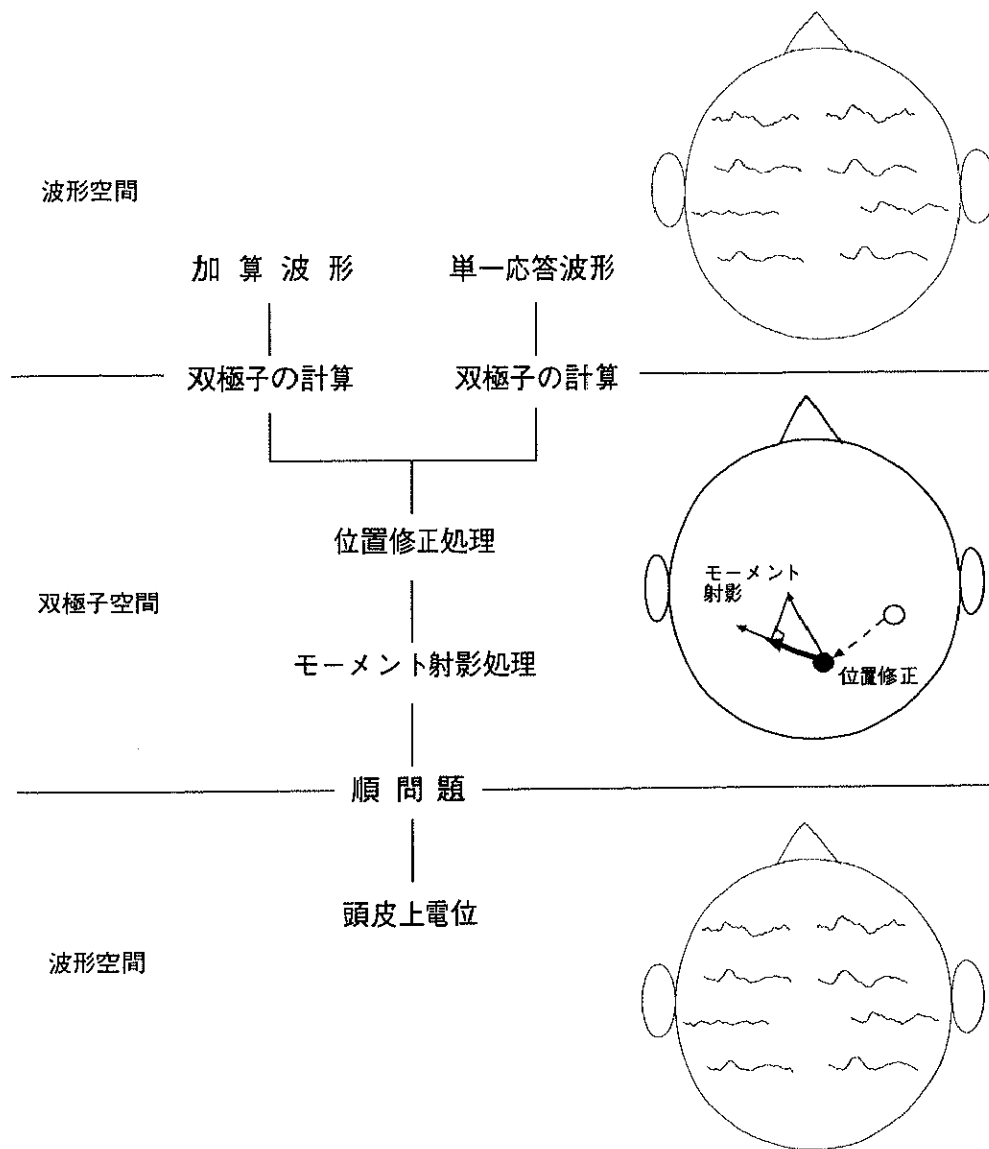 波形空間
加算波形 単一応答波形
双極子の計算 双極子の計算
位置修正処理
双極子空間
モーメント
射影
位置修正
モーメント射影処理
順問題
頭皮上電位
波形空間